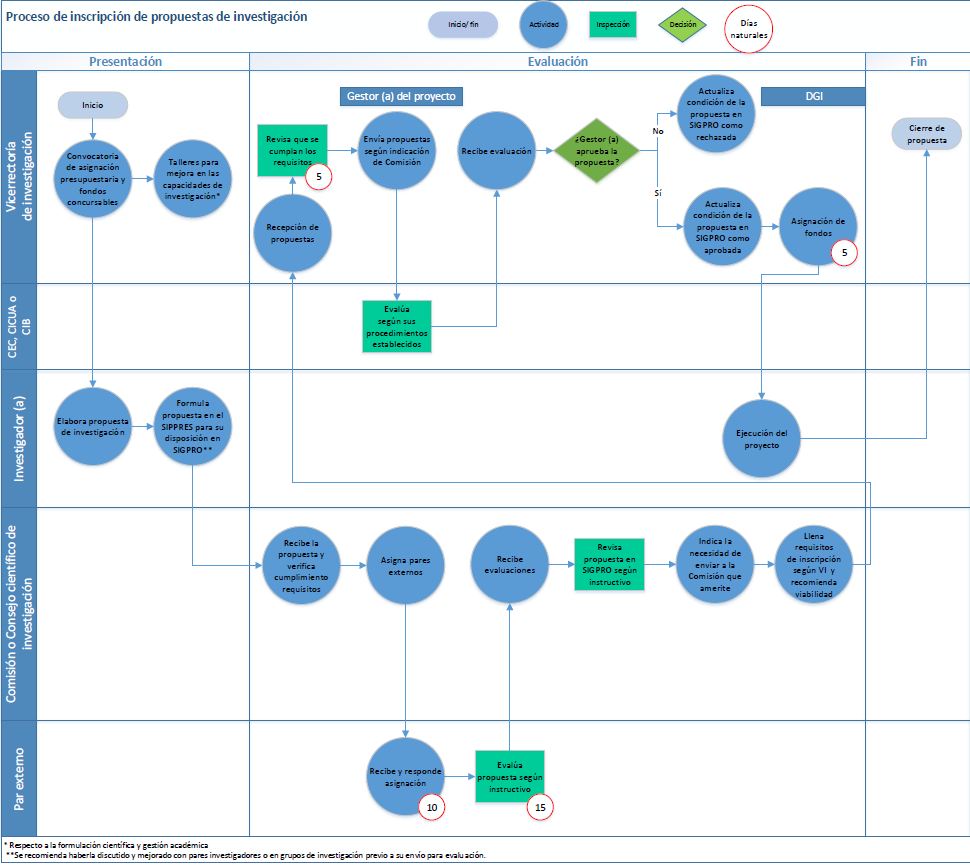 Proceso de inscripción de propuestas de investigación
Inicio/ fin
Actividad
Inspección
Decisión
Días
naturales
Presentación
Evaluación
Fin
Vicerrectoría
de investigación
Gestor (a) del proyecto
DGI
Inicio
Convocatoria
de asignación
presupuestaria y
fondos
concursables
Talleres para
mejora en las
capacidades de
investigación*
Revisa que se
cumplan los
requisitos
5
Recepción de
propuestas
Envía propuestas
según indicación
de Comisión
Recibe evaluación
¿Gestor (a)
aprueba la
propuesta?
No
Sí
Actualiza
condición de la
propuesta en
SIGPRO como
rechazada
Actualiza
condición de la
propuesta en
SIGPRO como
aprobada
Asignación de
fondos
5
Cierre de
propuesta
CEC, CICUA o
CIB
Evalúa
según sus
procedimientos
establecidos
Investigador (a)
Elabora propuesta
de investigación
Formula
propuesta en el
SIPPRES para su
disposición en
SIGPRO**
Ejecución del
proyecto
Comisión o Consejo científico de
investigación
Recibe la
propuesta y
verifica
cumplimiento
requisitos
Asigna pares
externos
Recibe
evaluaciones
Revisa
propuesta en
SIGPRO según
instructivo
Indica la
necesidad de
enviar a la
Comisión que
amerite
Llena
requisitos
de inscripción
según VI y
recomienda
viabilidad
Par externo
Recibe y responde
asignación
10
Evalúa
propuesta según
instructivo
15
* Respecto a la formulación científica y gestión académica
**Se recomienda haberla discutido y mejorado con pares investigadores o en grupos de investigación previo a su envío para evaluación.